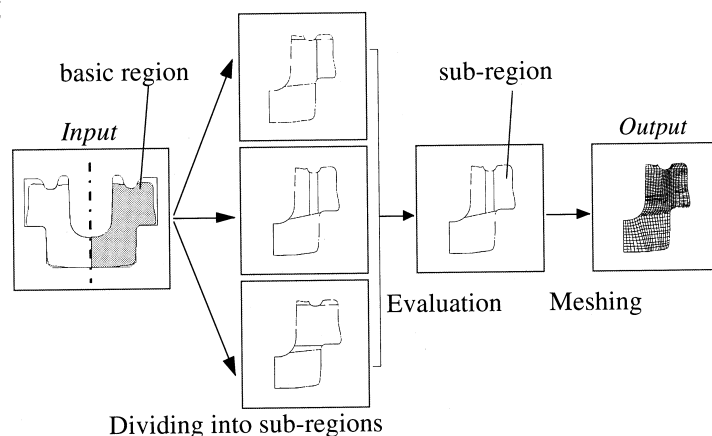 basic region
Input
sub-region
Output
Evaluation
Meshing
Dividing into sub-regions